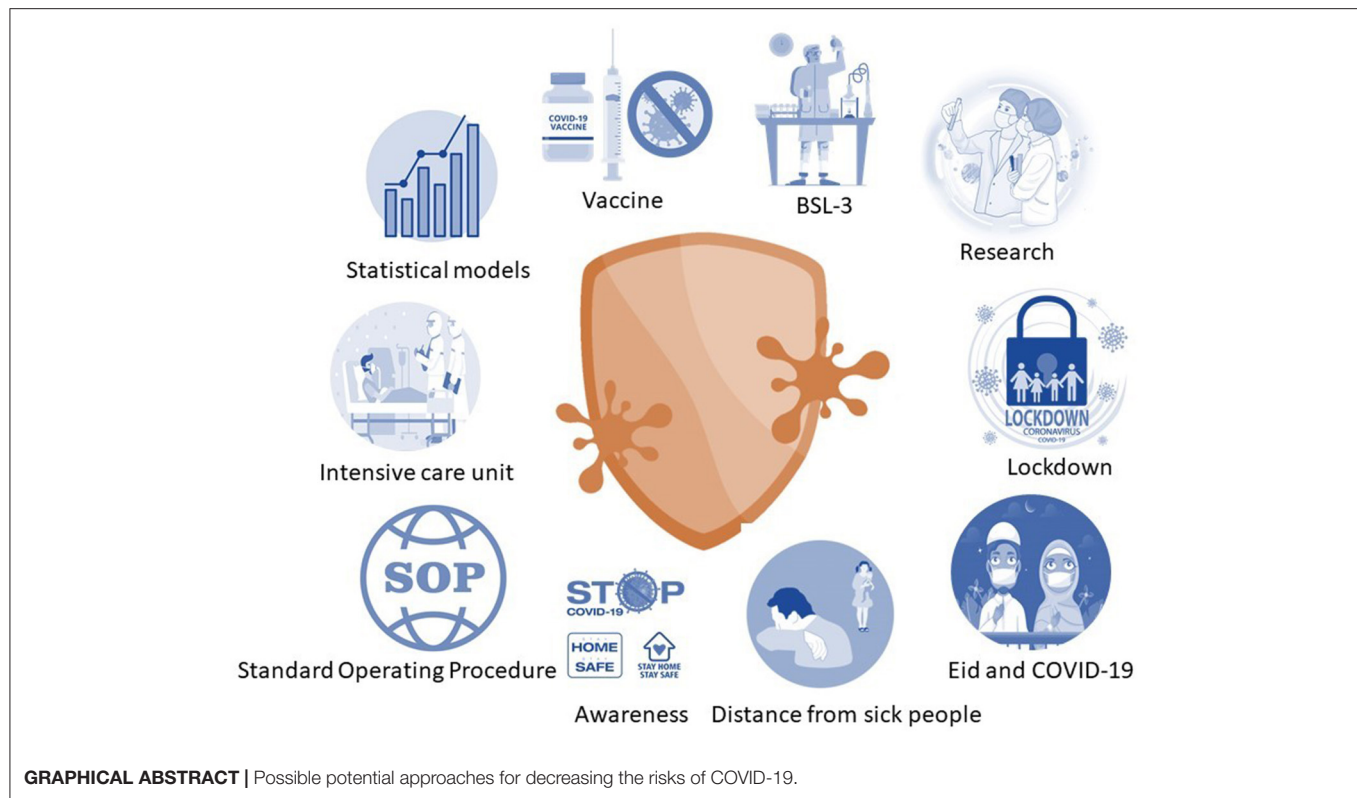 COVID-19
VACCINE
Vaccine
BSL-3
Research
Statistical models
LOCKDOWN
CORONAVIRUS
COVID-19
Lockdown
Intensive care unit
SOP
Standard Operating Procedure
STOP
COVID-19
HOME
SAFE
STAY HOME
STAY SAFE
Awareness
Distance from sick people
Eid and COVID-19
GRAPHICAL ABSTRACT | Possible potential approaches for decreasing the risks of COVID-19.